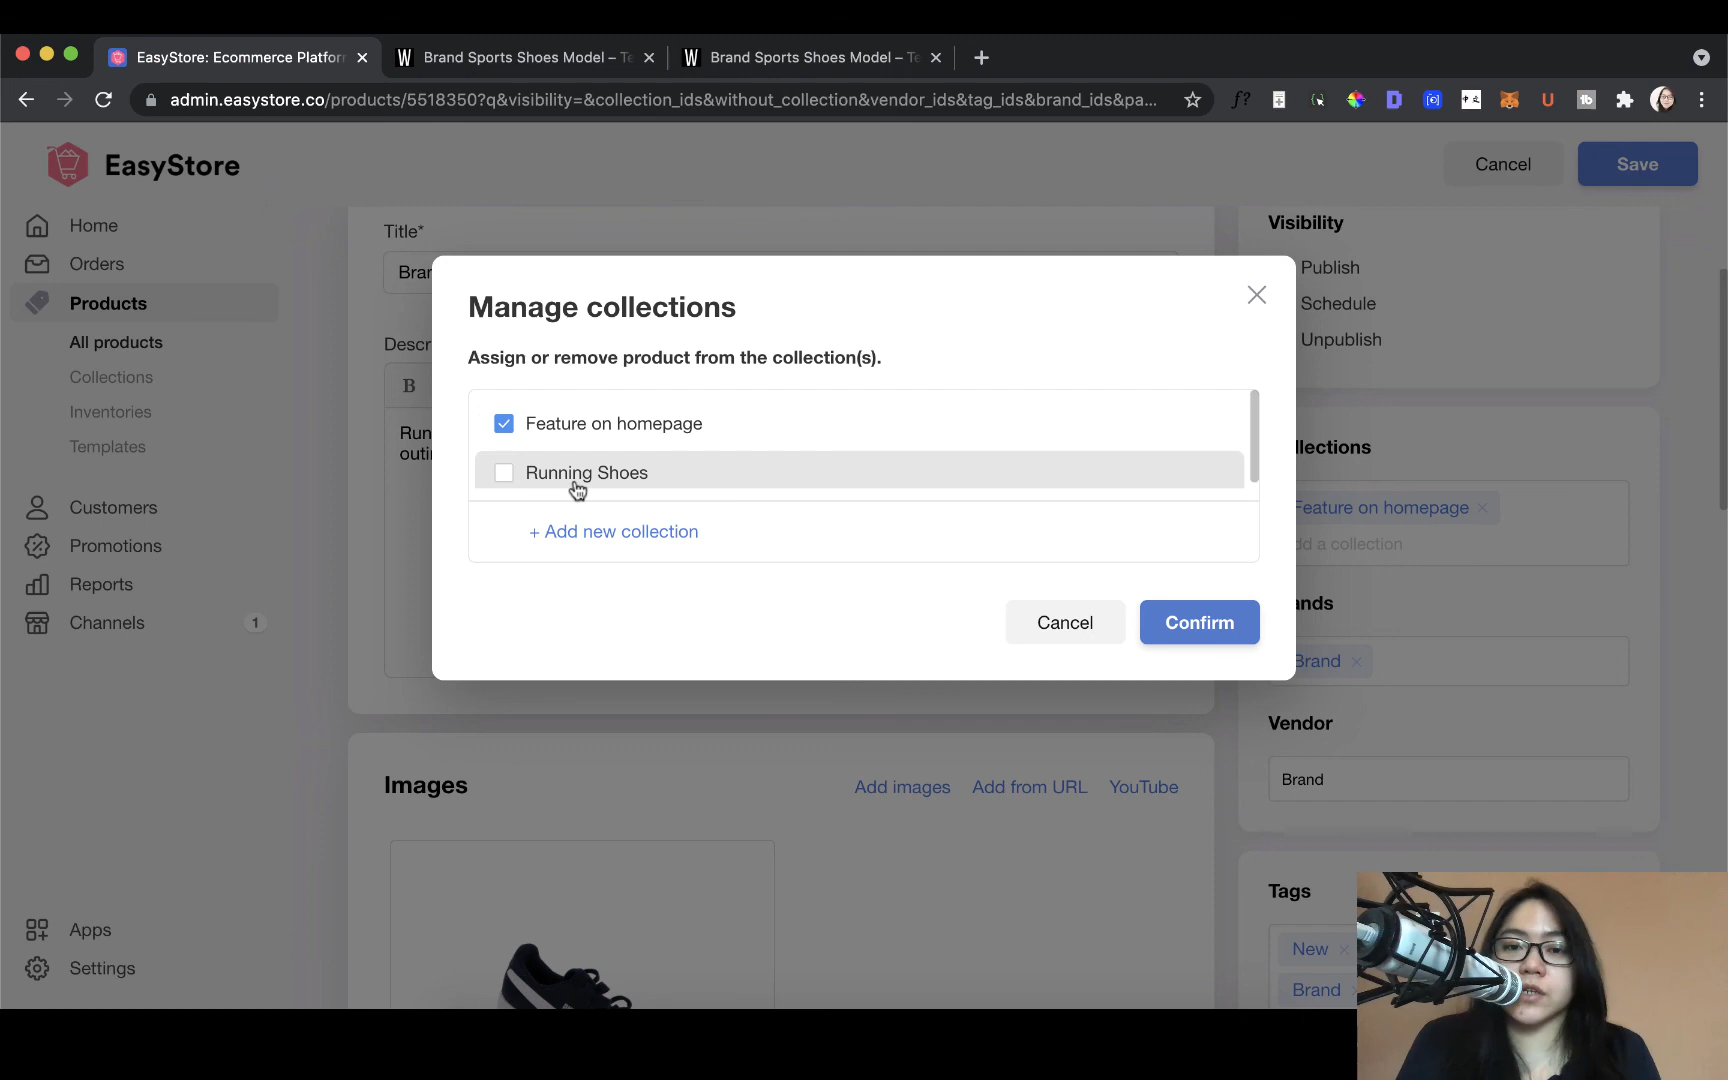 EasyStore: Ecommerce Platfor
Brand Sports Shoes Model – Te
Brand Sports Shoes Model – Te
admin.easystore.co/products/5518350?q&visibility=&collection_ids&without_collection&vendor_ids&tag_ids&brand_ids&pa...
EasyStore
Cancel
Save
Home
Orders
Products
All products
Collections
Inventories
Templates
Customers
Promotions
Reports
Channels
1
Apps
Settings
Title*
Bran
Descr
B
Run
outi
Manage collections
Assign or remove product from the collection(s).
Feature on homepage
Running Shoes
+ Add new collection
Cancel
Confirm
Images
Add images
Add from URL
YouTube
Visibility
Publish
Schedule
Unpublish
llections
Feature on homepage
dd a collection
ands
Brand
Vendor
Brand
Tags
New
Brand